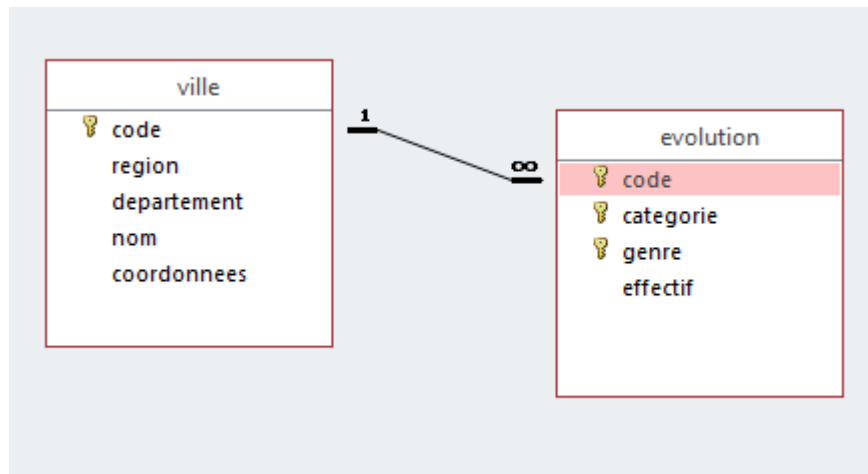 ville
code
region
departement
nom
coordonnees
1
∞
evolution
code
categorie
genre
effectif